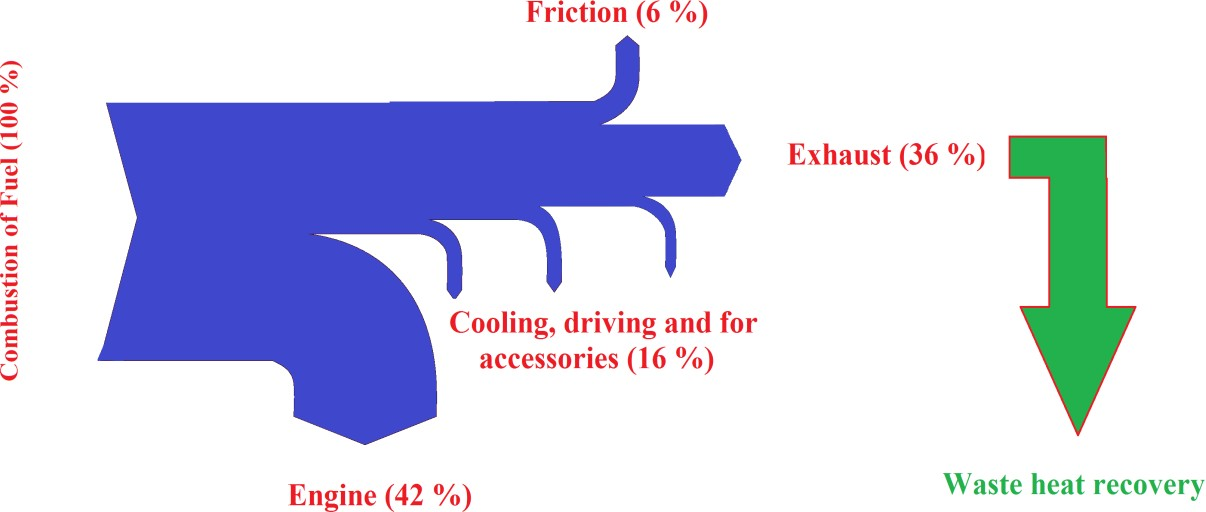 Friction (6 %)
Combustion of Fuel (100 %)
Exhaust (36 %)
Cooling, driving and for
accessories (16 %)
Engine (42 %)
Waste heat recovery